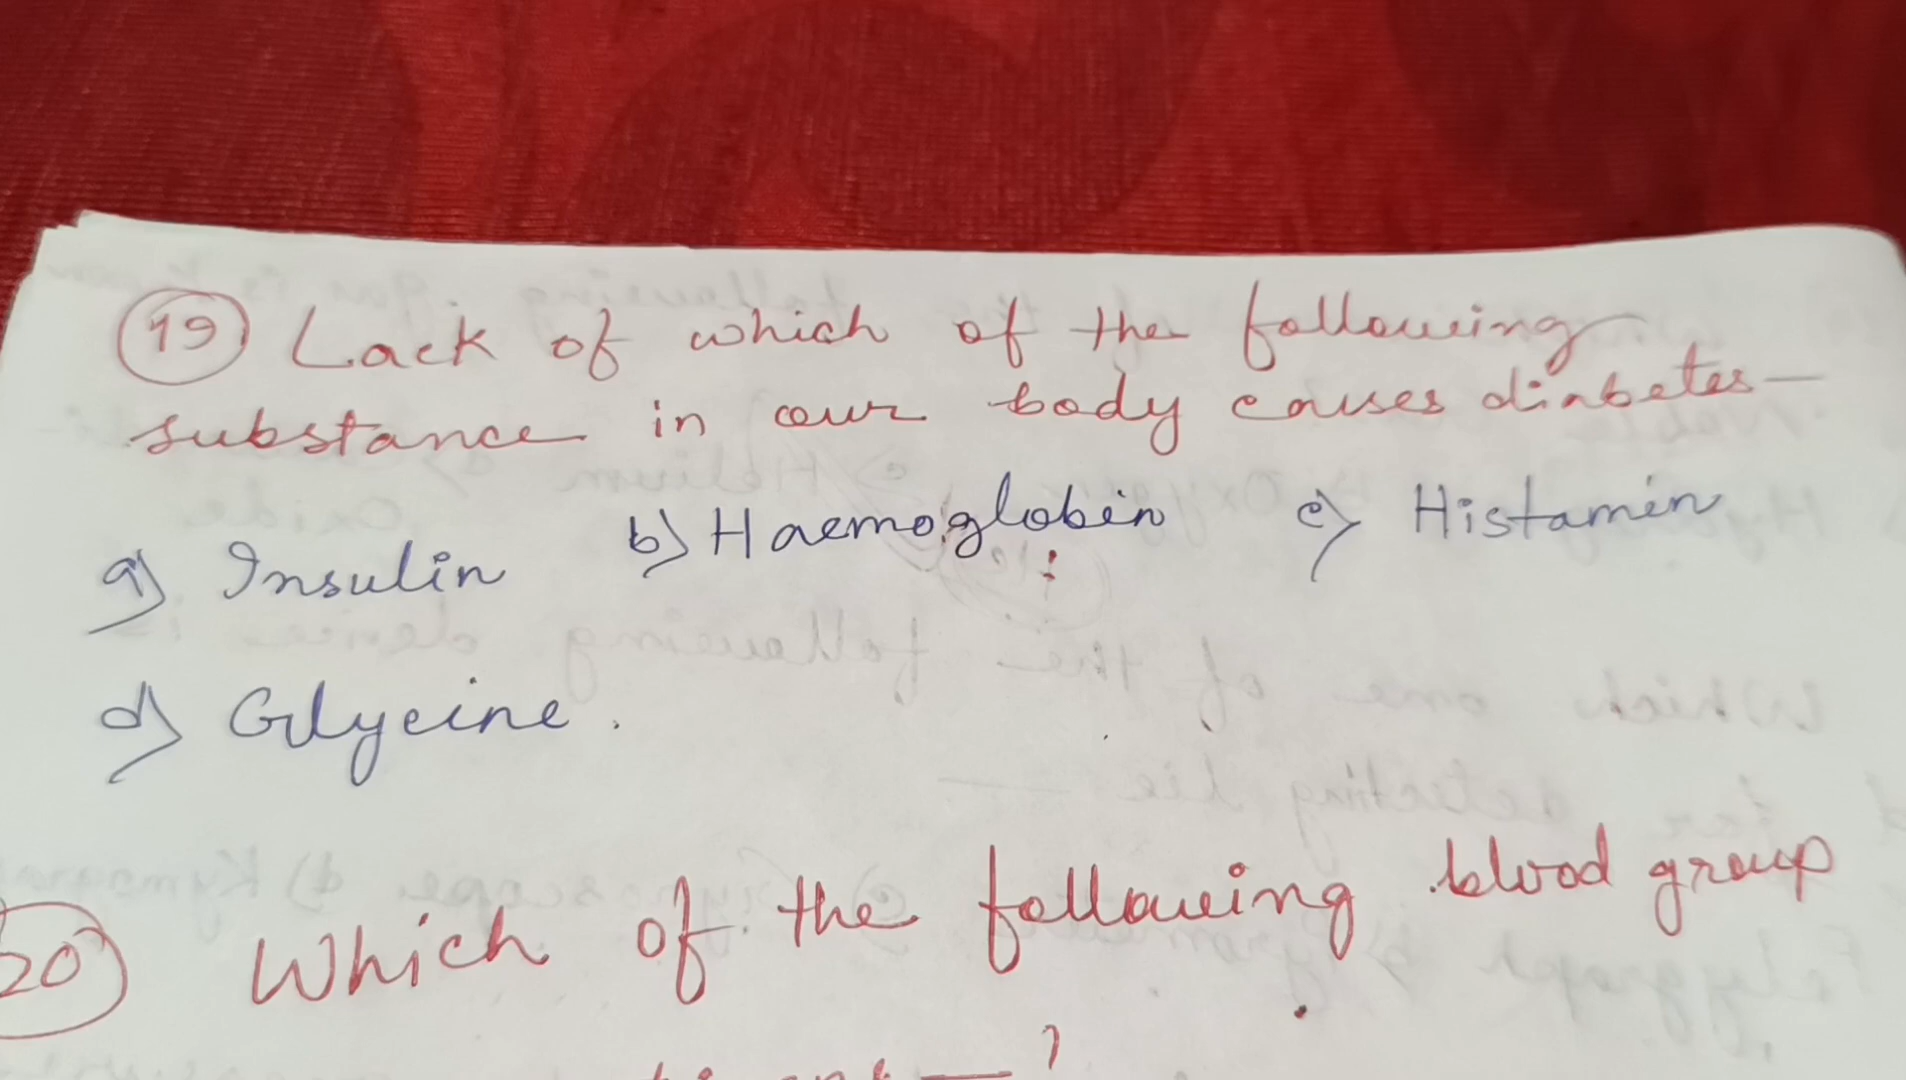 19 Lack of which of the following
substance in our body causes diabetes—
a) Insulin b) Haemoglobin c) Histamin
d) Glycine.
20 Which of the following blood group